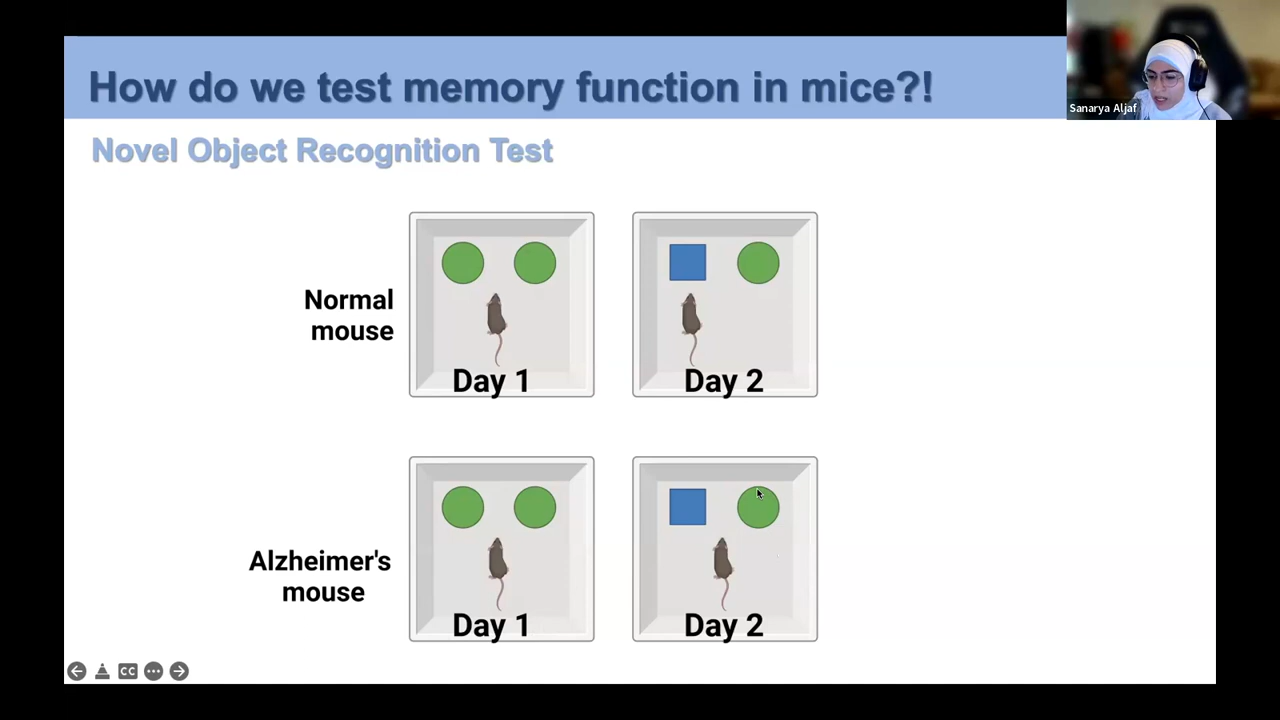 How do we test memory function in mice?!
Sanarya Aljaf
Novel Object Recognition Test
Normal
mouse
Day 1
Day 2
Alzheimer's
mouse
Day 1
Day 2
CC